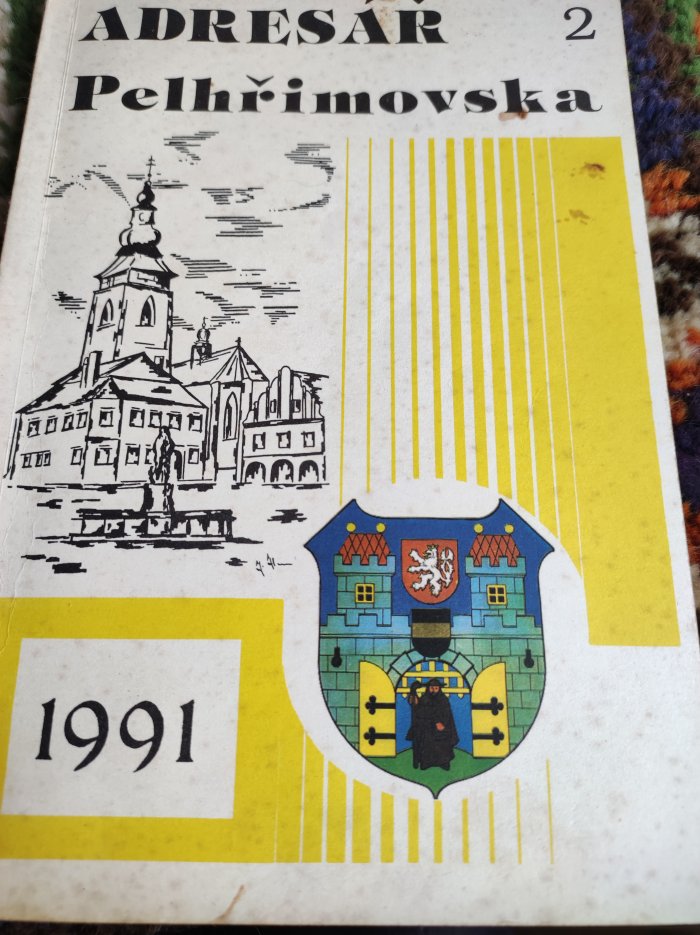 ADRESÁŘ 2
Pelhřimovska
1991